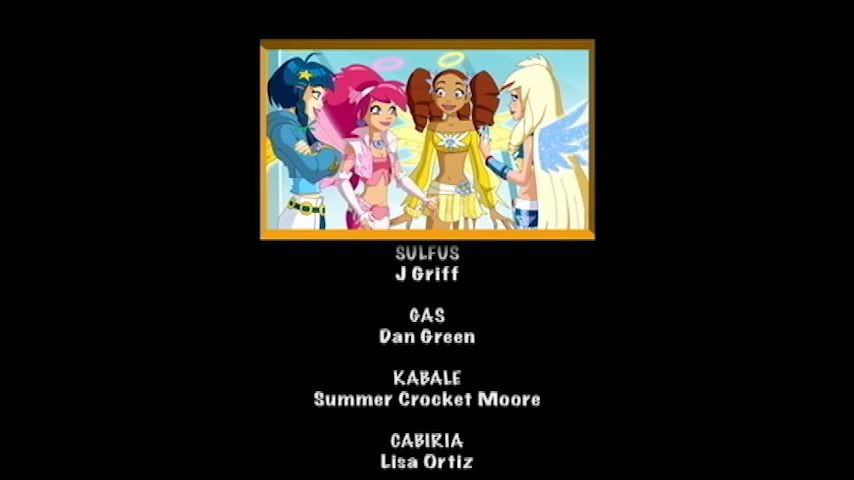 SULFUS
J Griff
GAS
Dan Green
KABALE
Summer Crocket Moore
CABIRIA
Lisa Ortiz